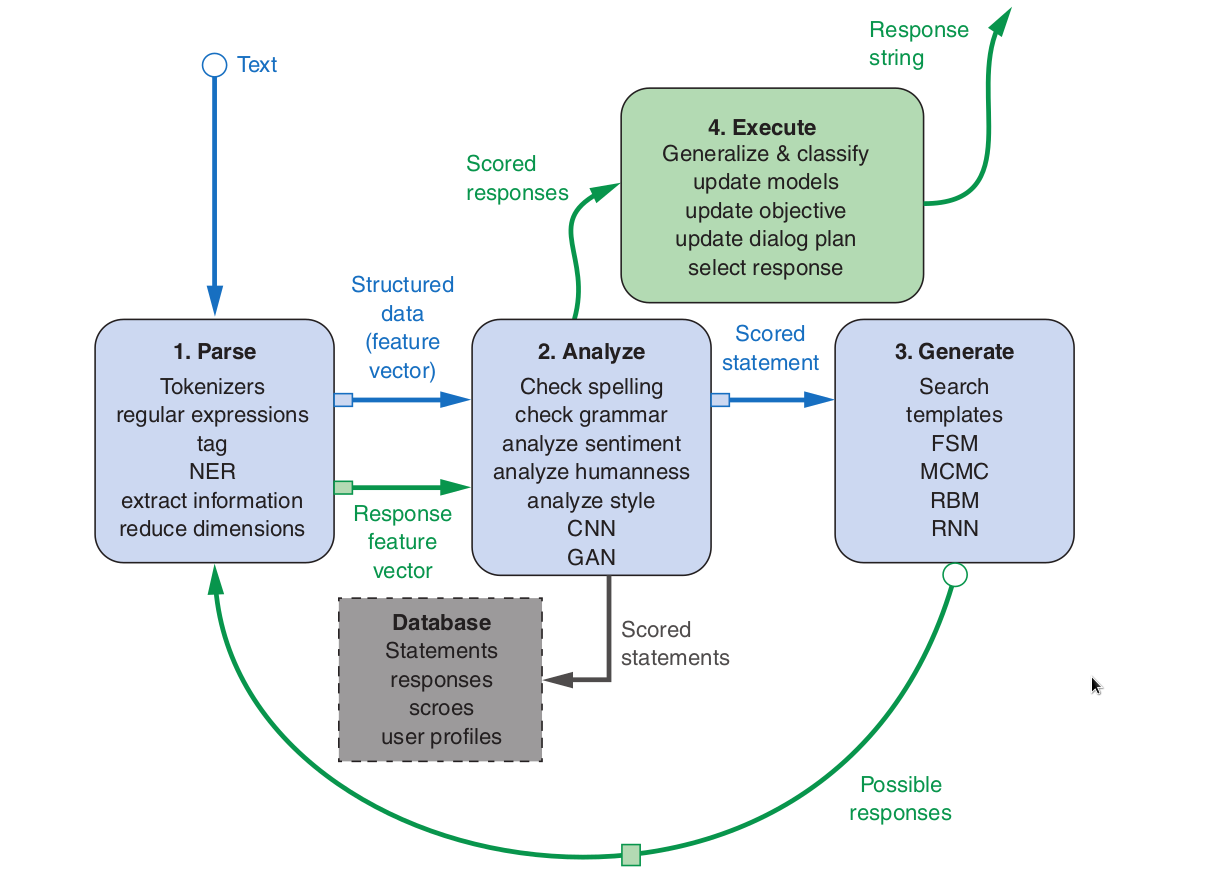 Text
Response
string
4. Execute
Generalize & classify
update models
update objective
update dialog plan
select response
Scored
responses
Structured
data
(feature
vector)
1. Parse
Tokenizers
regular expressions
tag
NER
extract information
reduce dimensions
2. Analyze
Check spelling
check grammar
analyze sentiment
analyze humanness
analyze style
CNN
GAN
Scored
statement
3. Generate
Search
templates
FSM
MCMC
RBM
RNN
Response
feature
vector
Database
Statements
responses
scroes
user profiles
Scored
statements
Possible
responses